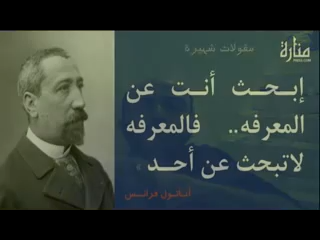 مقولات شهيرة
منارة
إبحث أنت عن
المعرفه.. فالمعرفه
لاتبحث عن أحد
أناتول فرانس